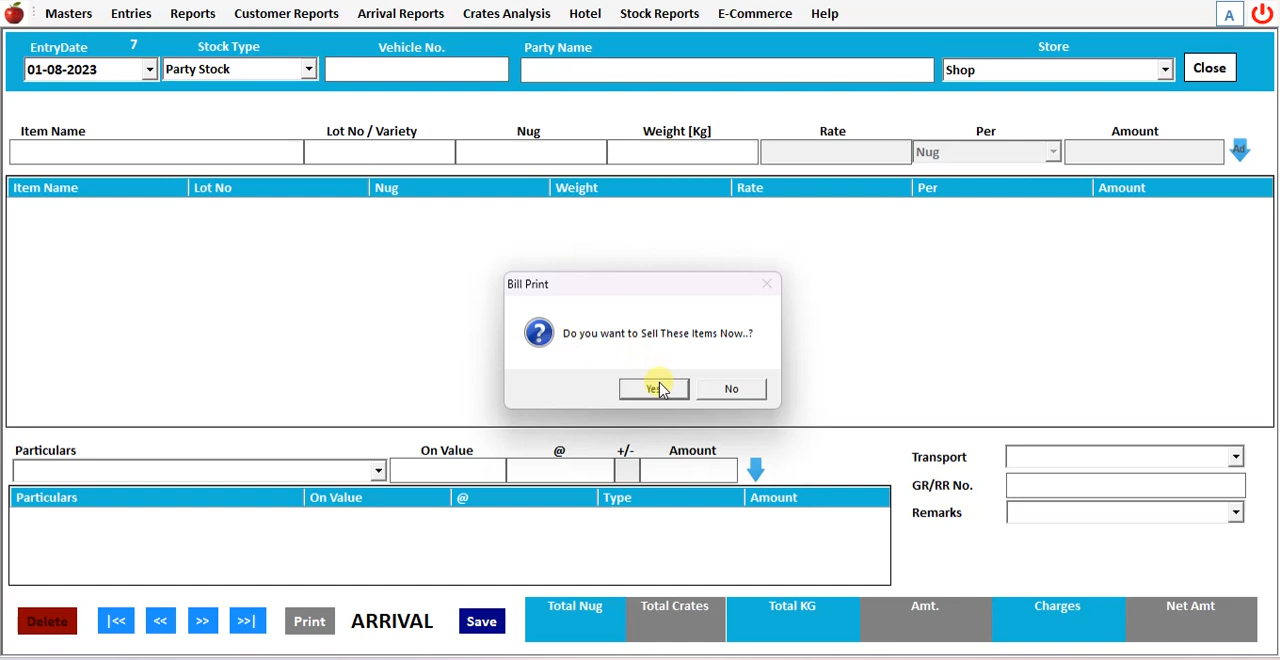 Masters Entries Reports Customer Reports Arrival Reports Crates Analysis Hotel Stock Reports E-Commerce Help A
EntryDate 7 Stock Type Vehicle No. Party Name Store
01-08-2023 Party Stock Shop Close
Item Name Lot No / Variety Nug Weight [Kg] Rate Per Amount
Nug Ad
Item Name Lot No Nug Weight Rate Per Amount
Bill Print
Do you want to Sell These Items Now..?
Yes No
Particulars On Value @ +/- Amount Transport
GR/RR No.
Particulars On Value @ Type Amount
Remarks
Delete |<< << >> >>| Print ARRIVAL Save Total Nug Total Crates Total KG Amt. Charges Net Amt